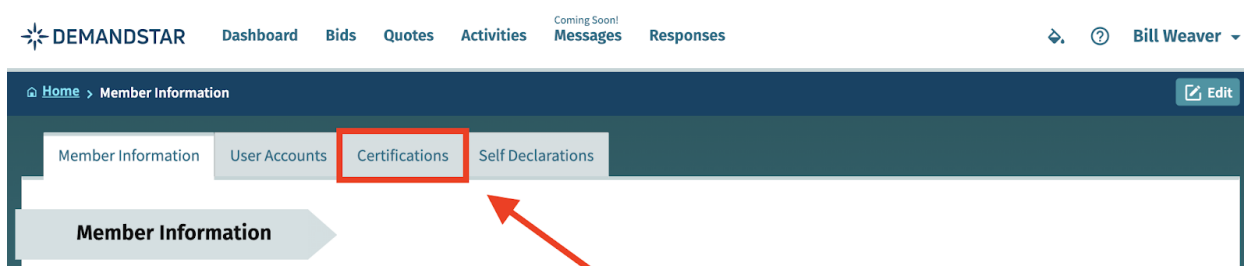 Coming Soon!
DEMANDSTAR Dashboard Bids Quotes Activities Messages Responses Bill Weaver
Home > Member Information Edit
Member Information User Accounts Certifications Self Declarations
Member Information